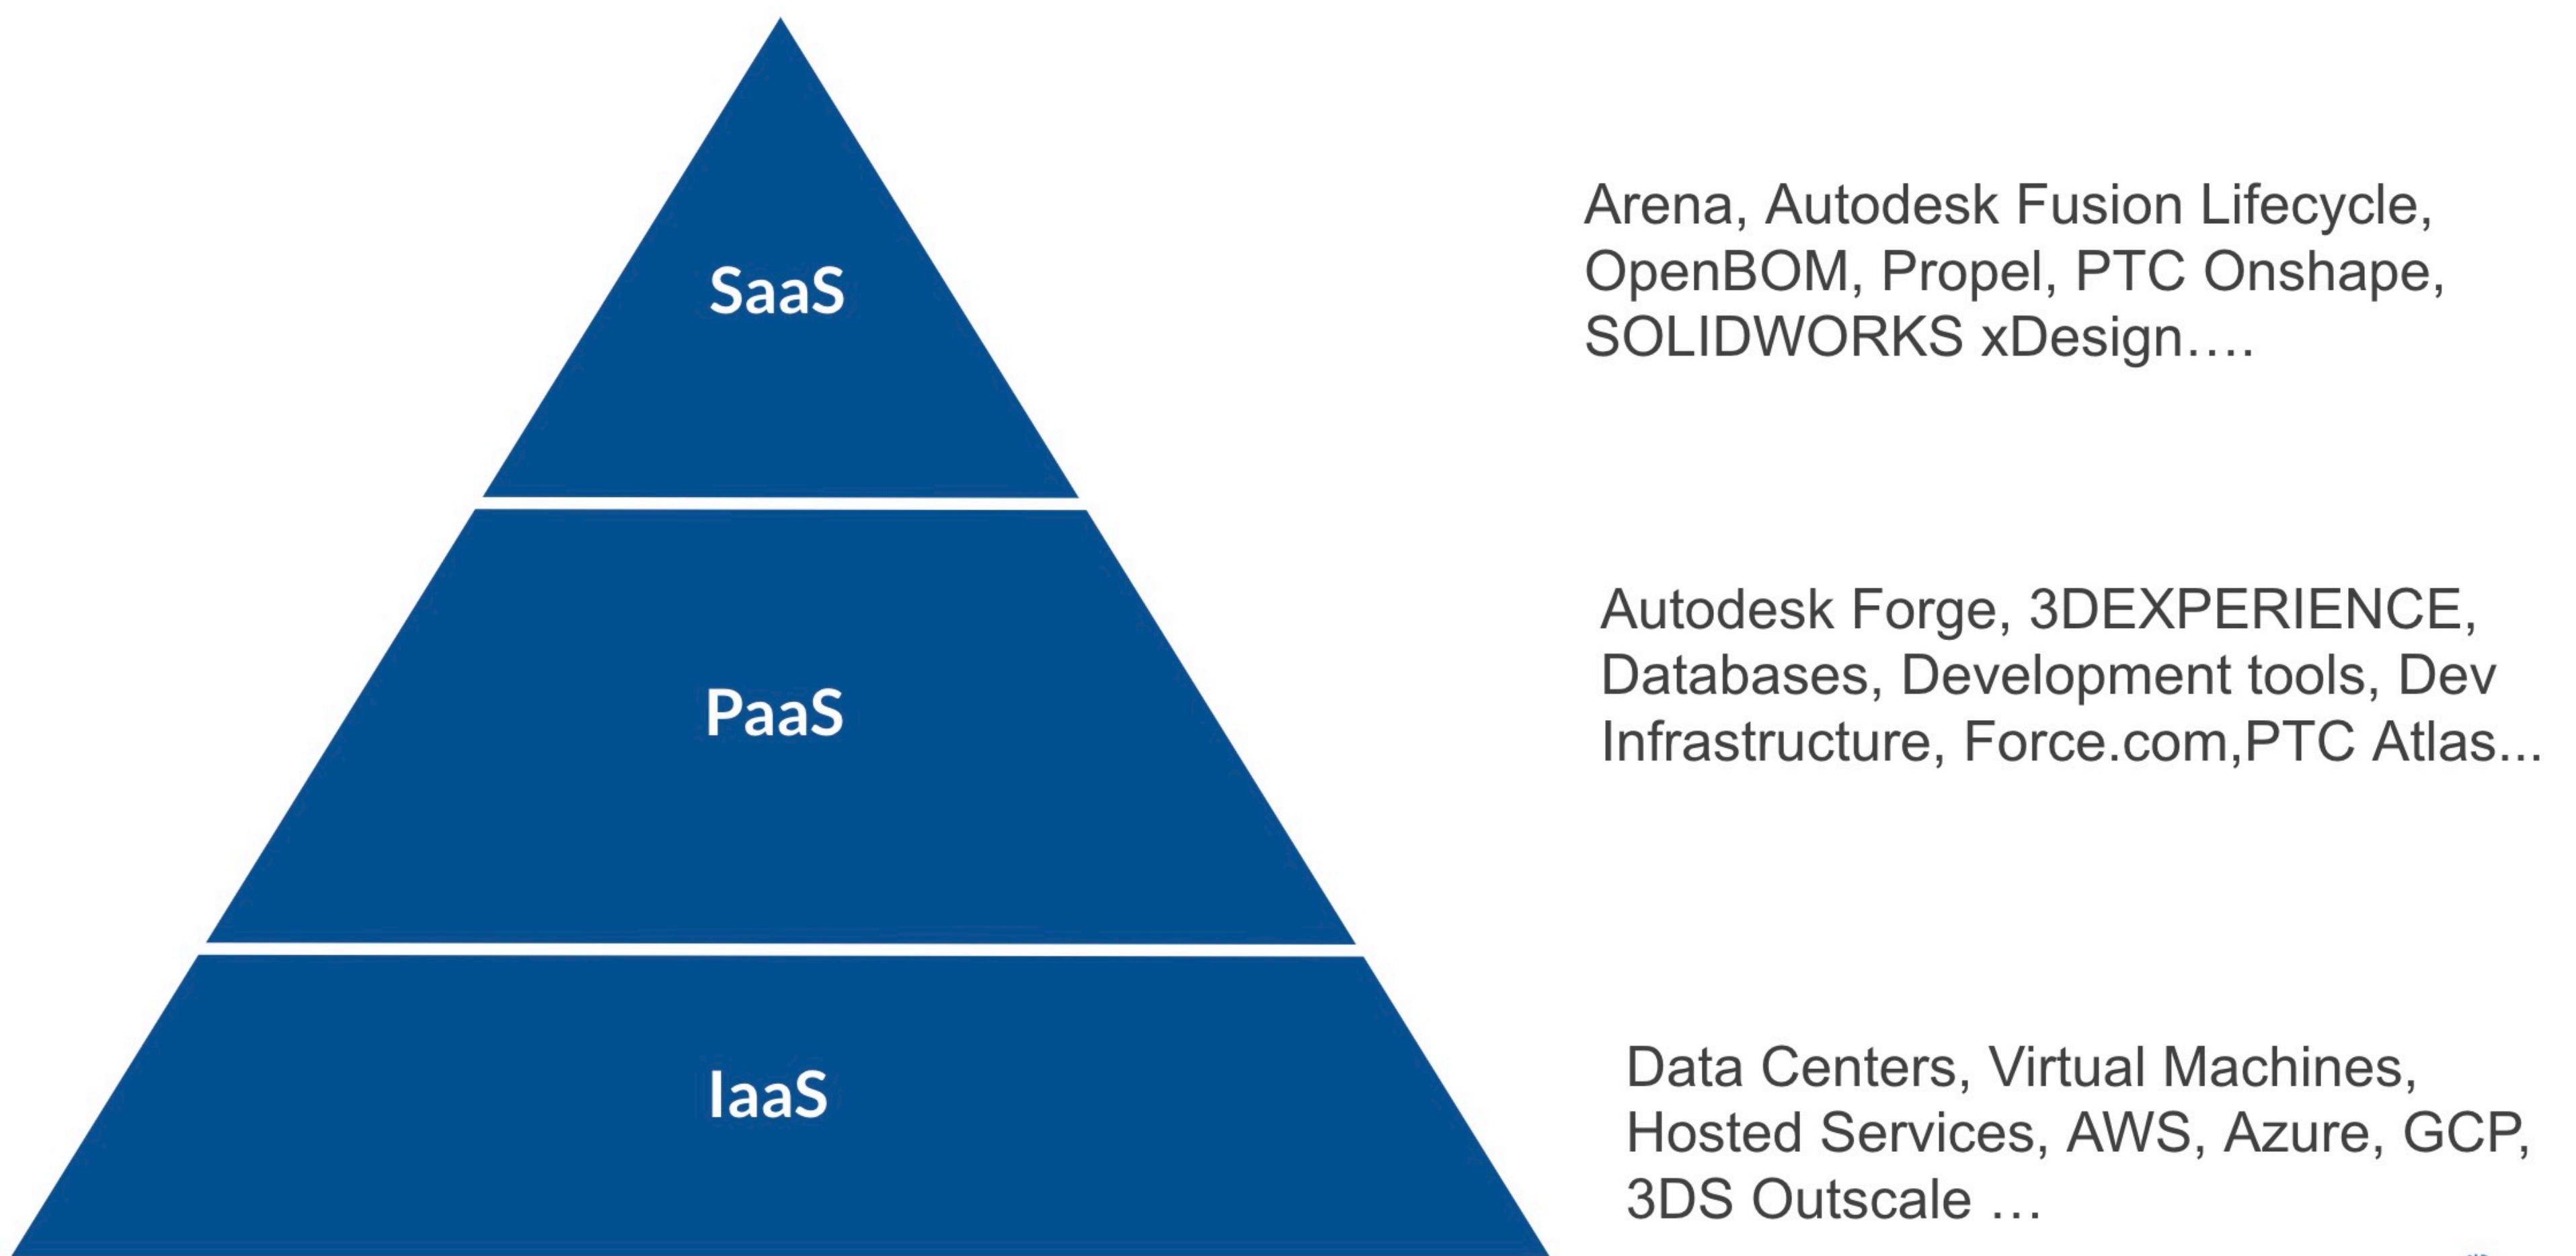 SaaS
Arena, Autodesk Fusion Lifecycle,
OpenBOM, Propel, PTC Onshape,
SOLIDWORKS xDesign....
PaaS
Autodesk Forge, 3DEXPERIENCE,
Databases, Development tools, Dev
Infrastructure, Force.com,PTC Atlas...
IaaS
Data Centers, Virtual Machines,
Hosted Services, AWS, Azure, GCP,
3DS Outscale …